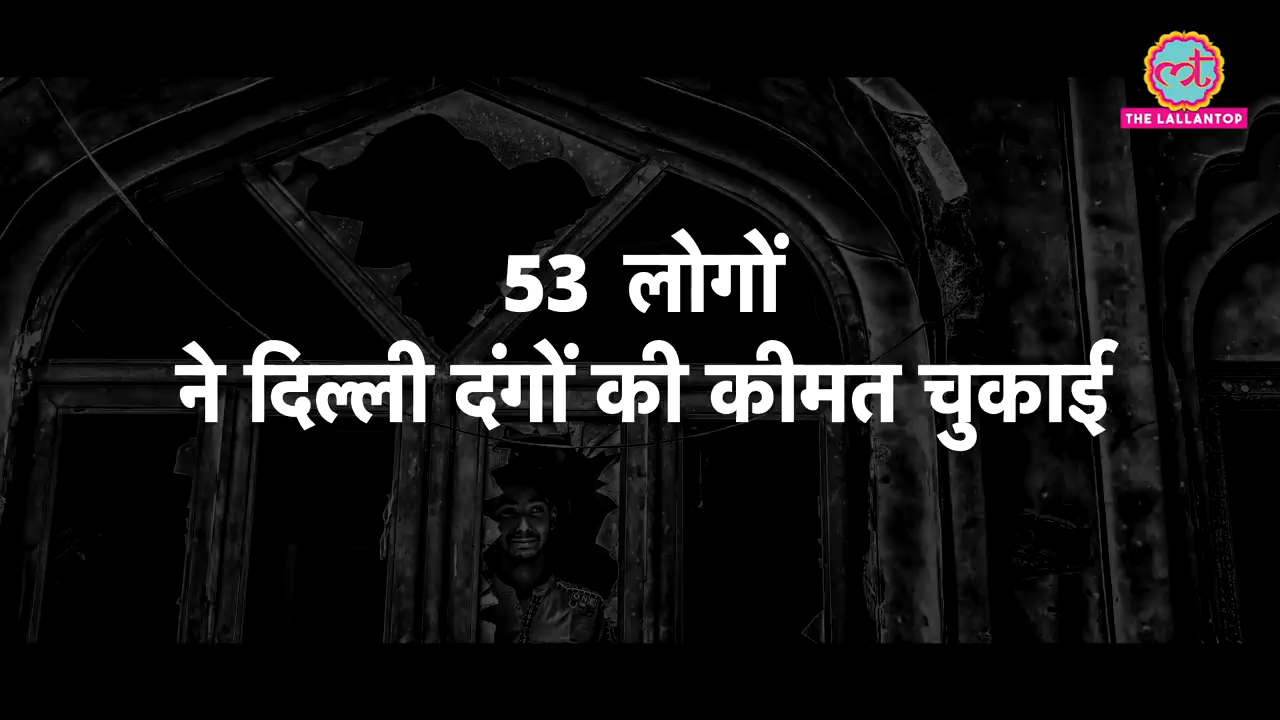 THE LALLANTOP
53 लोगों
ने दिल्ली दंगों की कीमत चुकाई